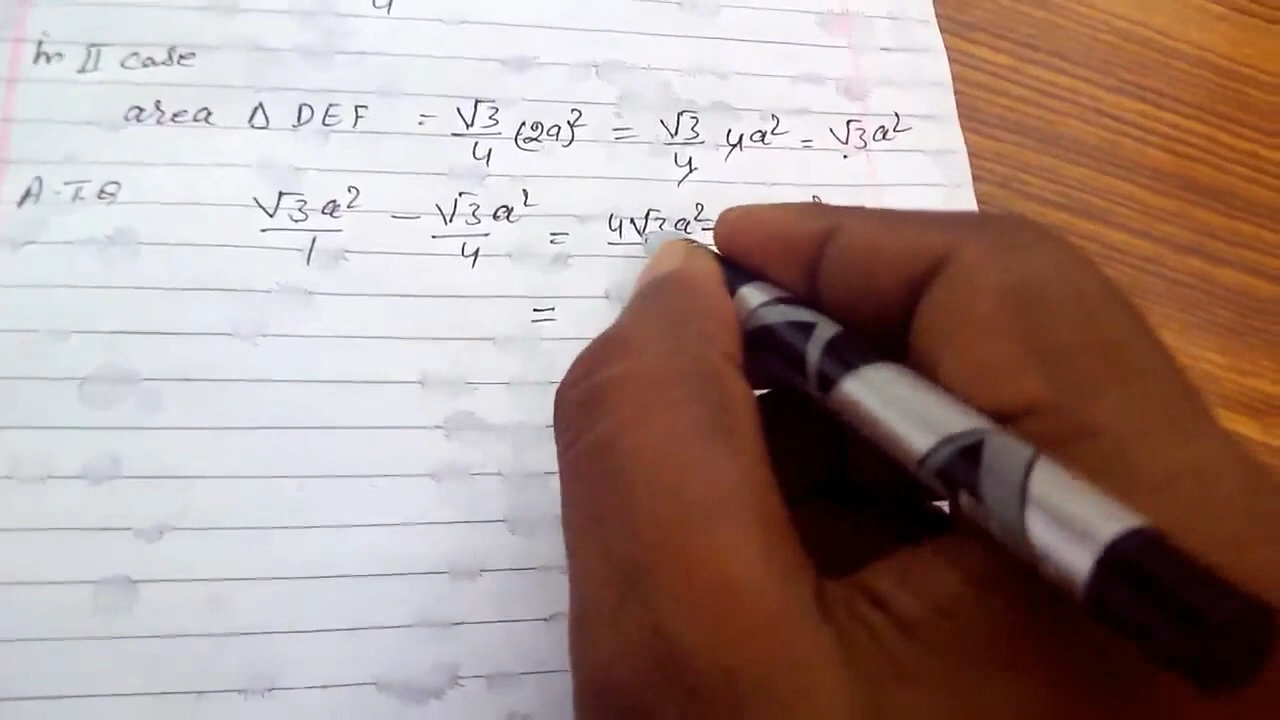 in II case
area Δ DEF = √3/4 (2a)² = √3/4 4a² = √3a²
A.T.Q √3a²/1 - √3a²/4 = 4√3a² -
=